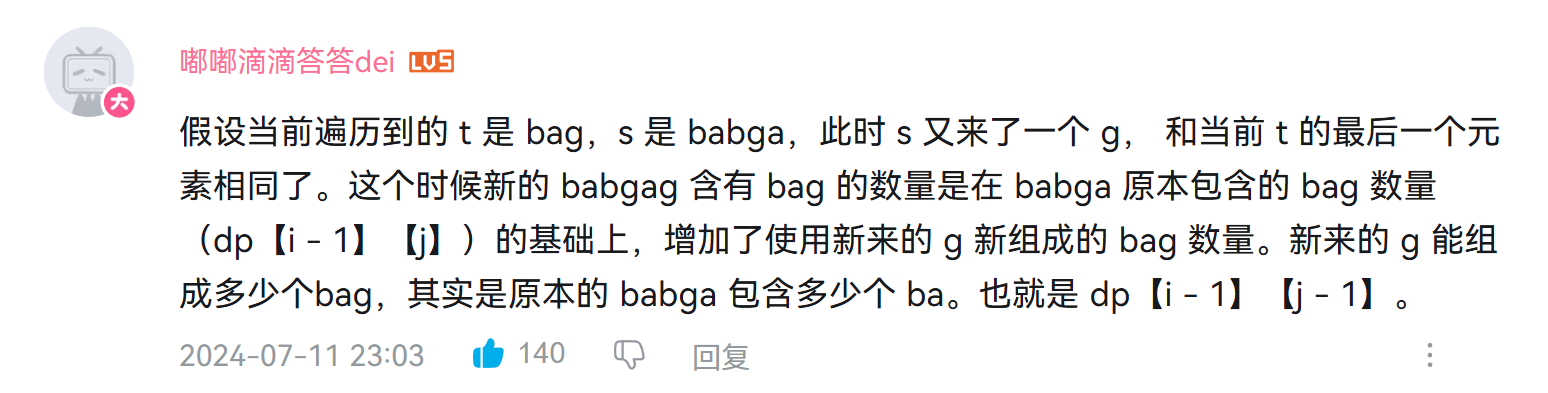 嘟嘟滴滴答答dei LV5
大
假设当前遍历到的 t 是 bag，s 是 babga，此时 s 又来了一个 g， 和当前 t 的最后一个元
素相同了。这个时候新的 babgag 含有 bag 的数量是在 babga 原本包含的 bag 数量
（dp【i - 1】【j】）的基础上，增加了使用新来的 g 新组成的 bag 数量。新来的 g 能组
成多少个bag，其实是原本的 babga 包含多少个 ba。也就是 dp【i - 1】【j - 1】。
2024-07-11 23:03 140 回复